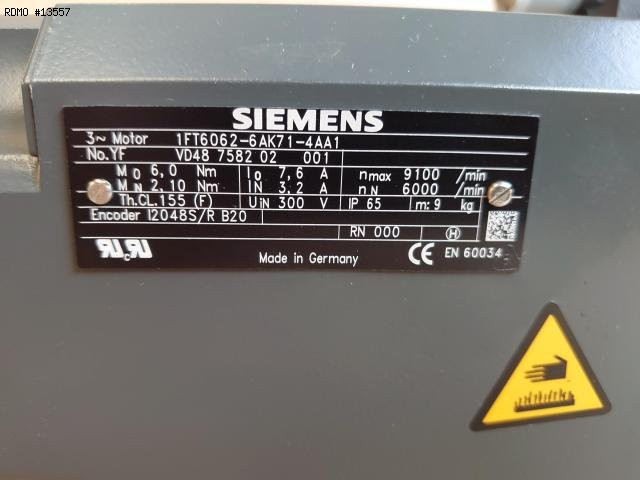 RDMO #13557
SIEMENS
3~ Motor 1FT6062-6AK71-4AA1
No.YF VD48 7582 02 001
M0 6,0 Nm I0 7,6 A nmax 9100 /min
MN 2,10 Nm IN 3,2 A nN 6000 /min
Th.CL.155 (F) UiN 300 V IP 65 m: 9 kg
Encoder I2048S/R B20
RN 000 H
Made in Germany CE EN 60034